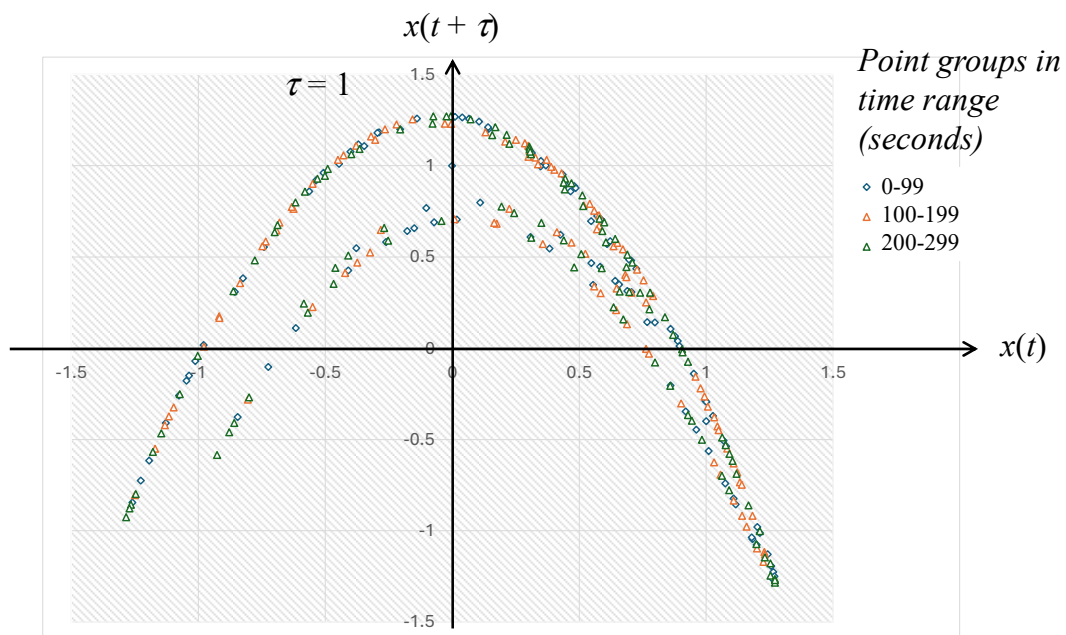 x(t + τ)
τ = 1
Point groups in
time range
(seconds)
0-99
100-199
200-299
x(t)
1.5
1
0.5
0
-0.5
-1
-1.5
-1.5
-1
-0.5
0
0.5
1
1.5